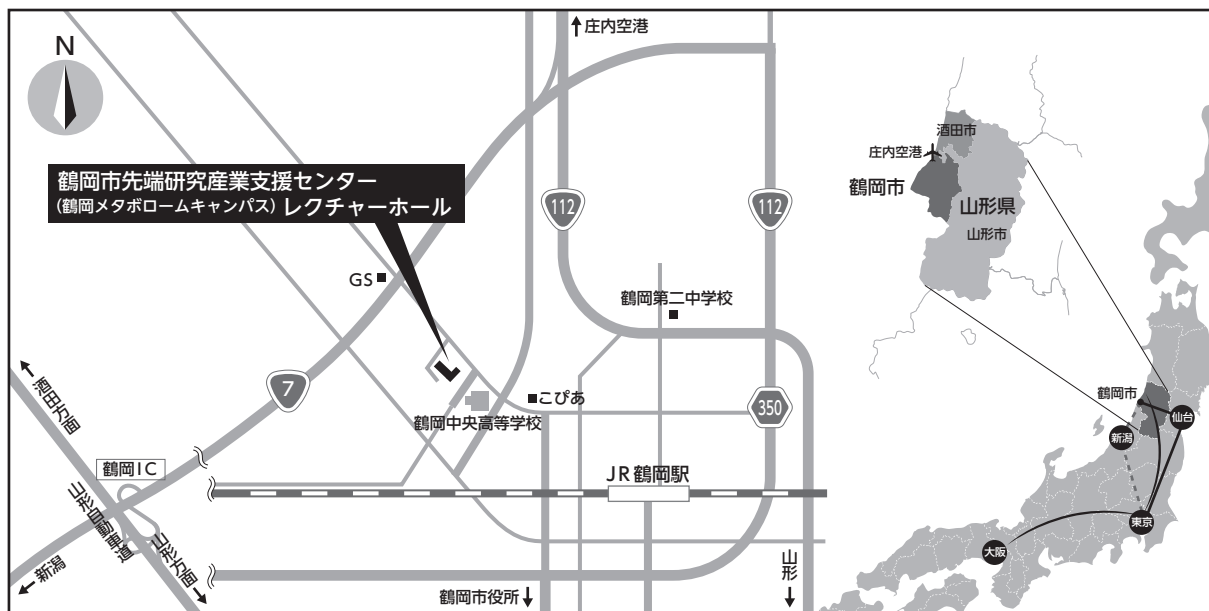 N
庄内空港
鶴岡市先端研究産業支援センター
(鶴岡メタボロームキャンパス) レクチャーホール
112
112
GS
鶴岡第二中学校
7
こぴあ
350
鶴岡中央高等学校
酒田方面
鶴岡IC
JR鶴岡駅
山形自動車道
山形方面
新潟
鶴岡市役所
山形
酒田市
庄内空港
鶴岡市
山形県
山形市
鶴岡市
仙台
新潟
東京
大阪